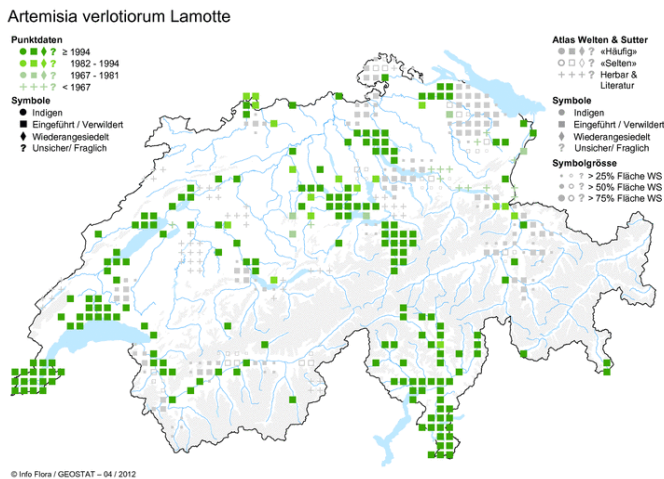 Artemisia verlotiorum Lamotte
Punktdaten
? ≥ 1994
? 1982 - 1994
? 1967 - 1981
+ + + < 1967
Symbole
Indigen
Eingeführt / Verwildert
Wiederangesiedelt
? Unsicher/ Fraglich
Atlas Welten & Sutter
? «Häufig»
? «Selten»
+ + + Herbar &
Literatur
Symbole
Indigen
Eingeführt / Verwildert
Wiederangesiedelt
? Unsicher/ Fraglich
Symbolgrösse
? > 25% Fläche WS
? > 50% Fläche WS
? > 75% Fläche WS
© Info Flora / GEOSTAT – 04 / 2012